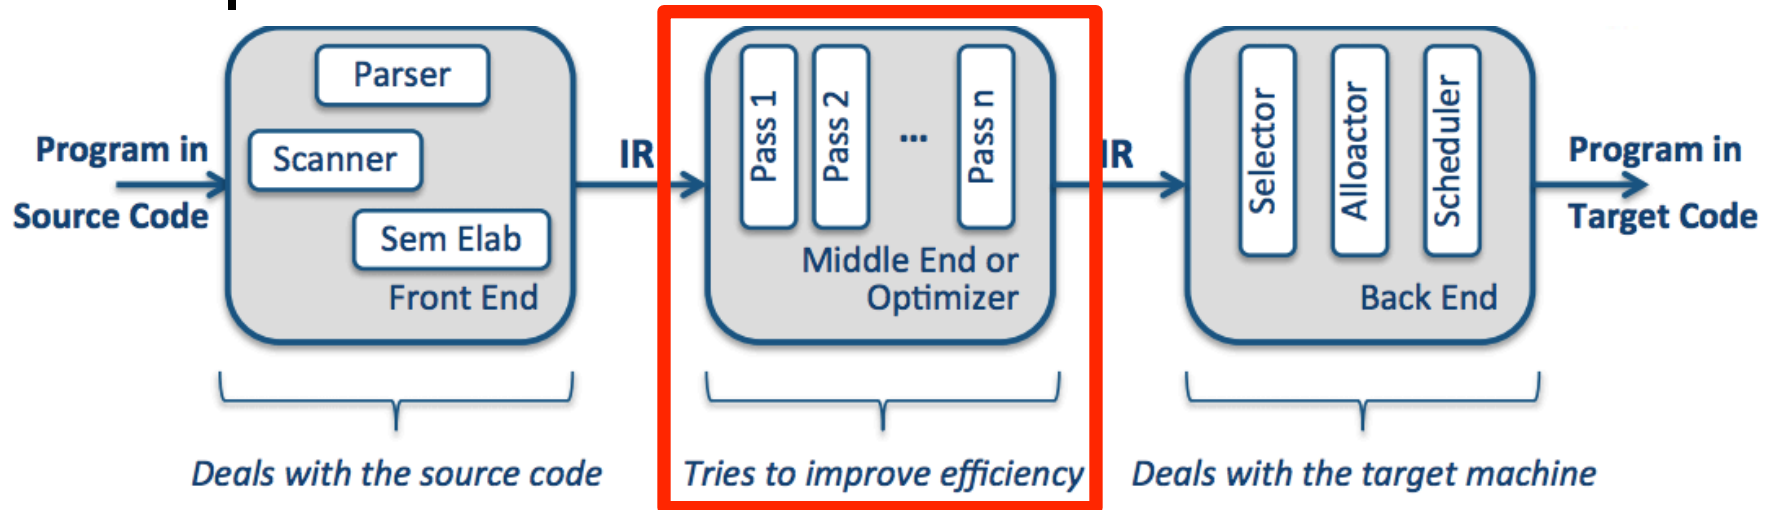 Program in
Source Code
Parser
Scanner
Sem Elab
Front End
IR
Pass 1
Pass 2
...
Pass n
Middle End or
Optimizer
IR
Selector
Alloactor
Scheduler
Back End
Program in
Target Code
Deals with the source code
Tries to improve efficiency
Deals with the target machine